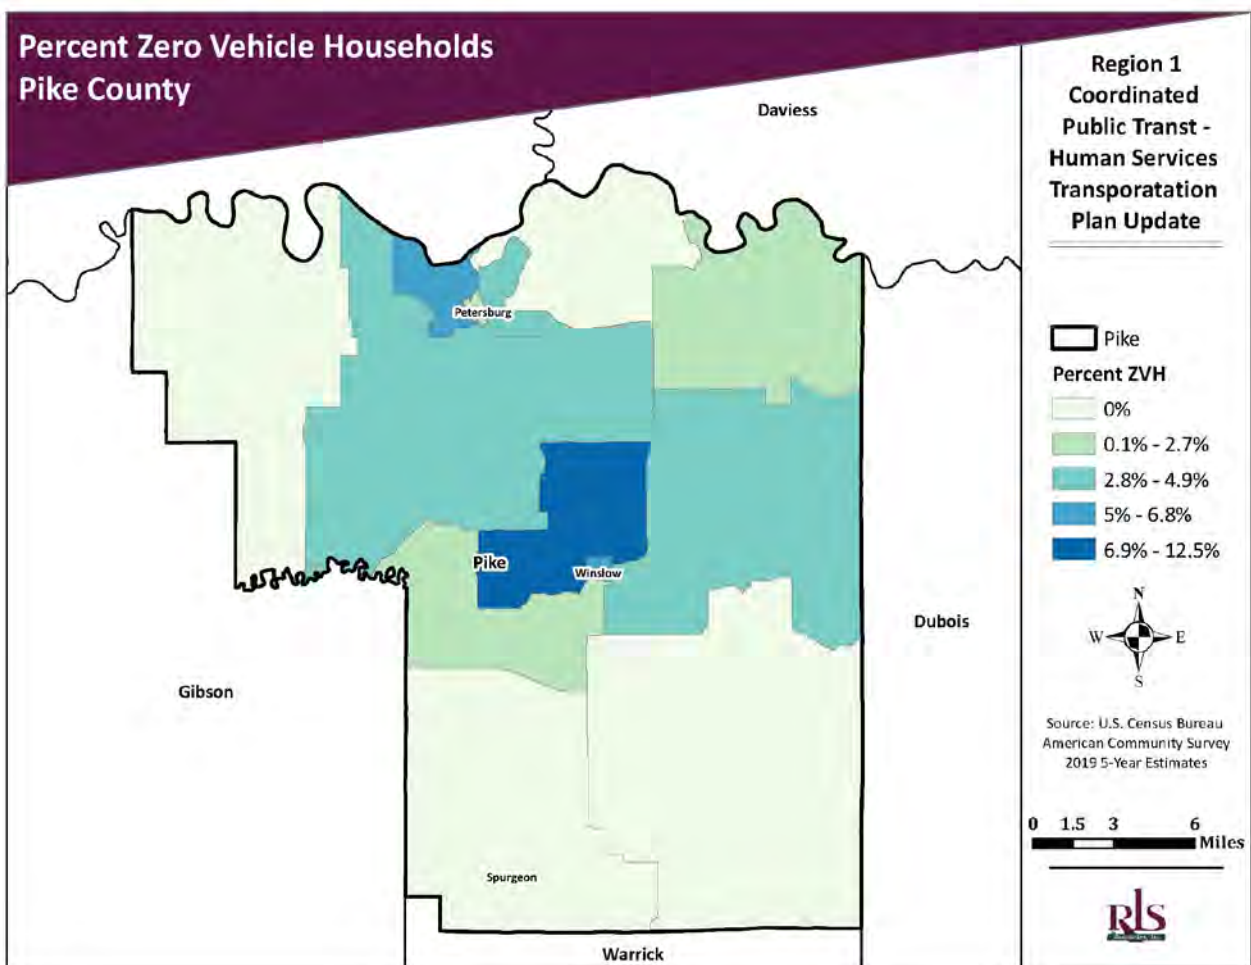 Percent Zero Vehicle Households
Pike County
Region 1
Coordinated
Public Transt -
Human Services
Transporatation
Plan Update
Daviess
Petersburg
Pike
Winslow
Dubois
Gibson
Spurgeon
Warrick
Pike
Percent ZVH
0%
0.1% - 2.7%
2.8% - 4.9%
5% - 6.8%
6.9% - 12.5%
N
W E
S
Source: U.S. Census Bureau
American Community Survey
2019 5-Year Estimates
0 1.5 3 6
Miles
RLS